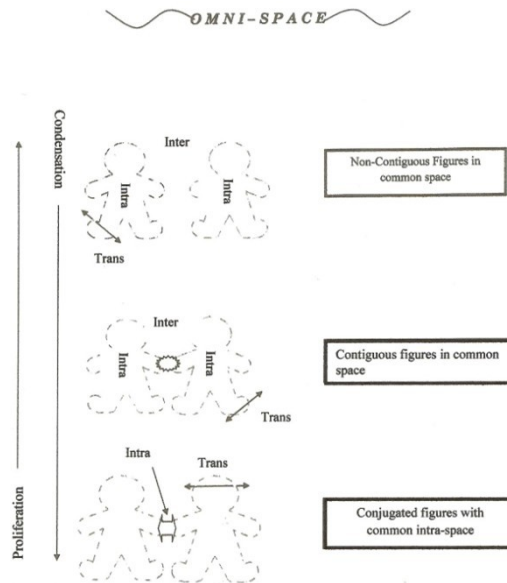 OMNI-SPACE
Condensation
Proliferation
Inter
Intra
Intra
Trans
Non-Contiguous Figures in
common space
Inter
Intra
Intra
Trans
Contiguous figures in common
space
Intra
Trans
Conjugated figures with
common intra-space